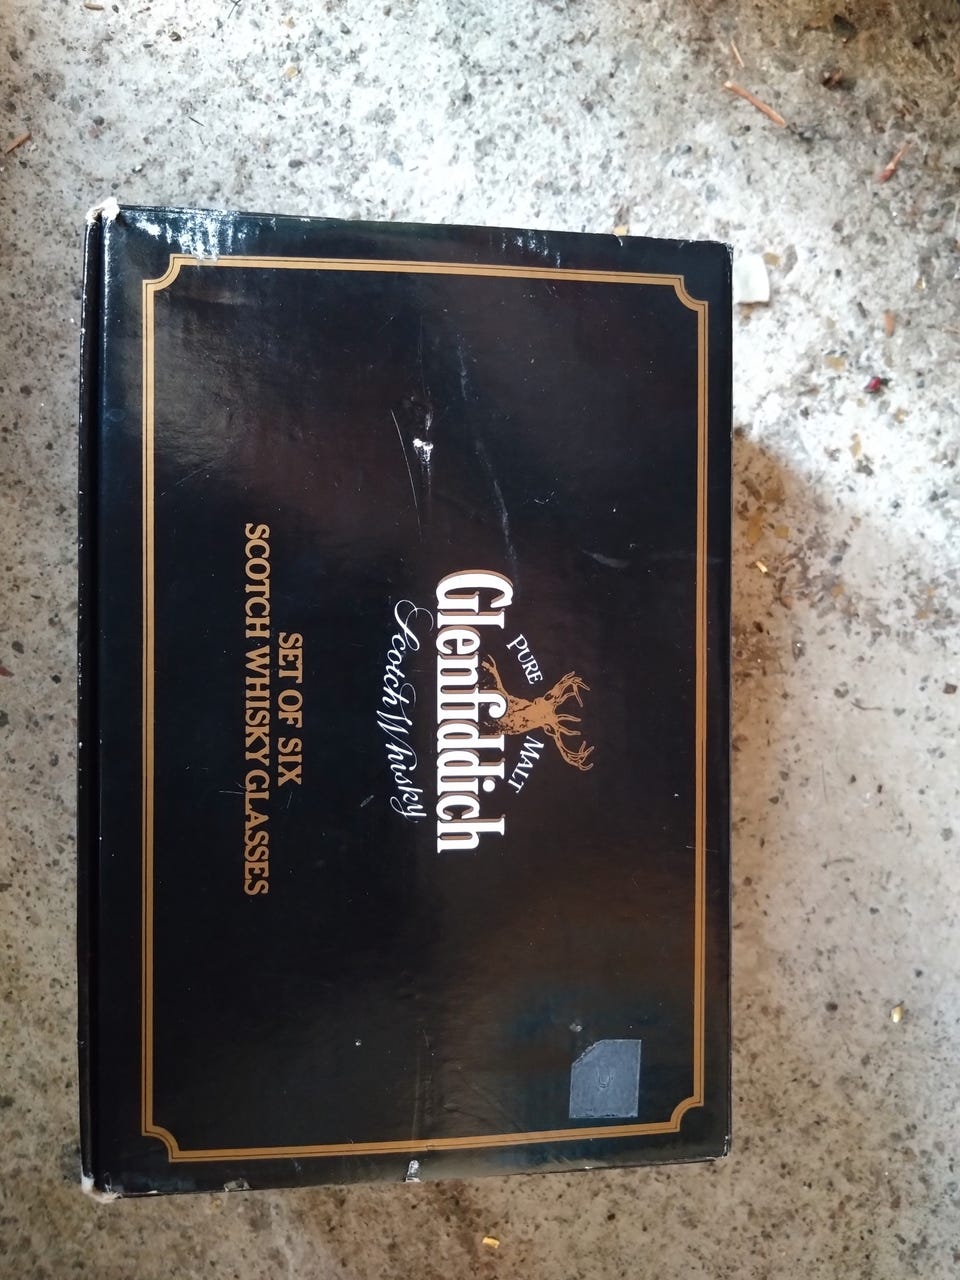 PURE MALT
Glenfiddich
Scotch Whisky
SET OF SIX
SCOTCH WHISKY GLASSES